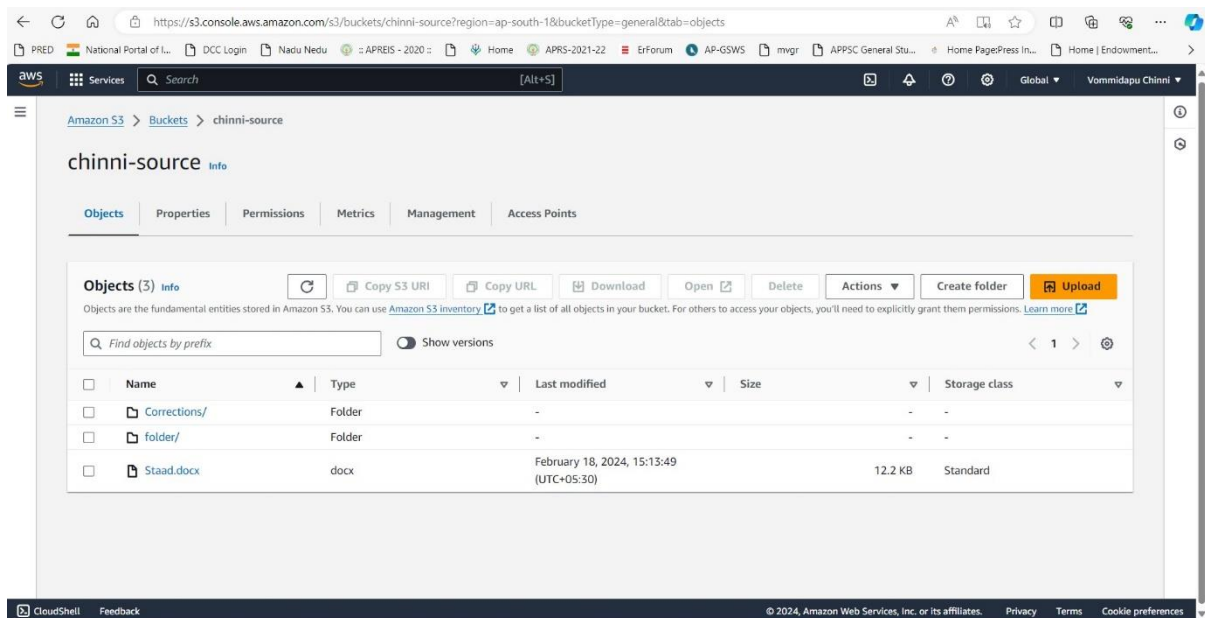 https://s3.console.aws.amazon.com/s3/buckets/chinni-source?region=ap-south-1&bucketType=general&tab=objects
PRED National Portal of I... DCC Login Nadu Nedu :: APREIS - 2020 :: Home APRS-2021-22 ErForum AP-GSWS mvgr APPSC General Stu... Home Page:Press In... Home | Endowment...
aws Services Search [Alt+S] Global Vommidapu Chinni
Amazon S3 > Buckets > chinni-source
chinni-source Info
Objects Properties Permissions Metrics Management Access Points
Objects (3) Info Copy S3 URI Copy URL Download Open Delete Actions Create folder Upload
Objects are the fundamental entities stored in Amazon S3. You can use Amazon S3 inventory to get a list of all objects in your bucket. For others to access your objects, you'll need to explicitly grant them permissions. Learn more
Find objects by prefix Show versions < 1 >
Name Type Last modified Size Storage class
Corrections/ Folder - - -
folder/ Folder - - -
Staad.docx docx February 18, 2024, 15:13:49 12.2 KB Standard
(UTC+05:30)
CloudShell Feedback © 2024, Amazon Web Services, Inc. or its affiliates. Privacy Terms Cookie preferences